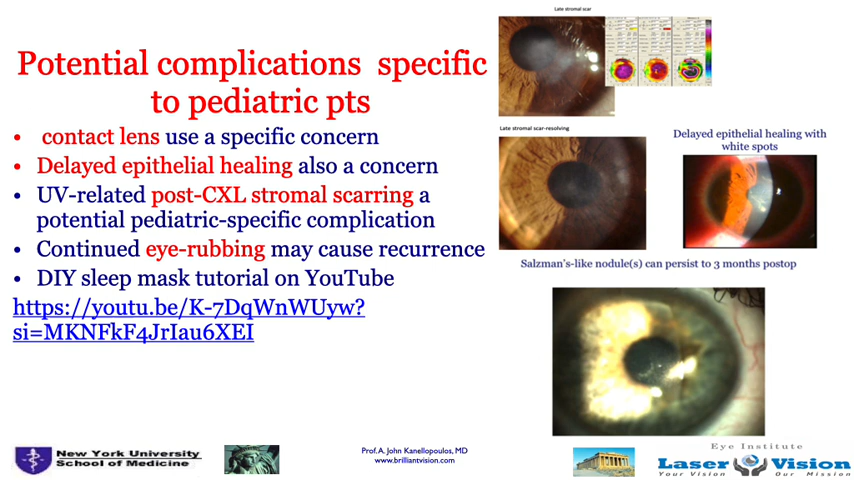 Late stromal scar
Potential complications specific
to pediatric pts
• contact lens use a specific concern
• Delayed epithelial healing also a concern
• UV-related post-CXL stromal scarring a
potential pediatric-specific complication
• Continued eye-rubbing may cause recurrence
• DIY sleep mask tutorial on YouTube
https://youtu.be/K-7DqWnWUyw?
si=MKNFkF4JrIau6XEI
Late stromal scar-resolving
Delayed epithelial healing with
white spots
Salzman's-like nodule(s) can persist to 3 months postop
New York University
School of Medicine
Prof. A. John Kanellopoulos, MD
www.brilliantvision.com
Eye Institute
Laser Vision
Your Vision Our Mission